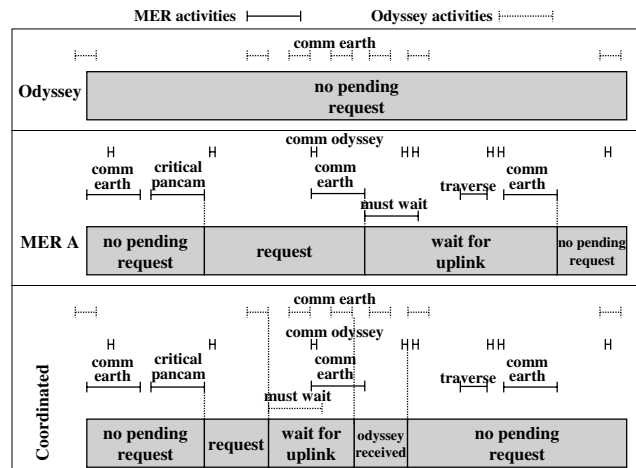 MER activities
Odyssey activities
comm earth
Odyssey
no pending
request
comm odyssey
H H H H H H H H
comm
earth
critical
pancam
comm
earth
must wait
traverse
comm
earth
MER A
no pending
request
request
wait for
uplink
no pending
request
comm earth
comm odyssey
H H H H H H H H
comm
earth
critical
pancam
comm
earth
must wait
traverse
comm
earth
Coordinated
no pending
request
request
wait for
uplink
odyssey
received
no pending
request